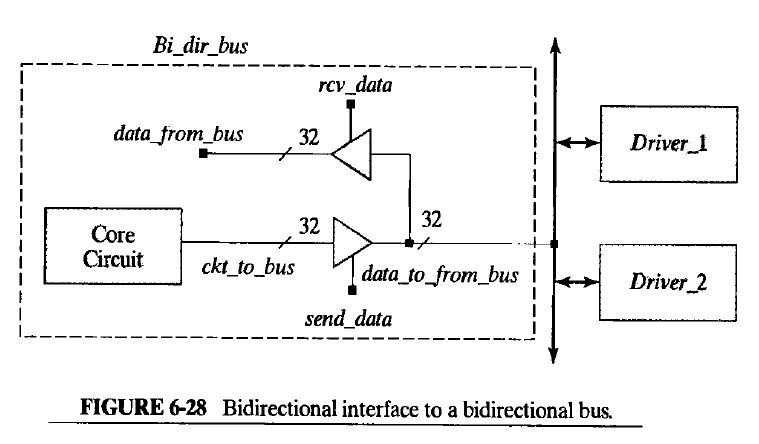 Bi_dir_bus
rcv_data
data_from_bus
32
Driver_1
Core
Circuit
32
ckt_to_bus
32
data_to_from_bus
send_data
Driver_2
FIGURE 6-28 Bidirectional interface to a bidirectional bus.